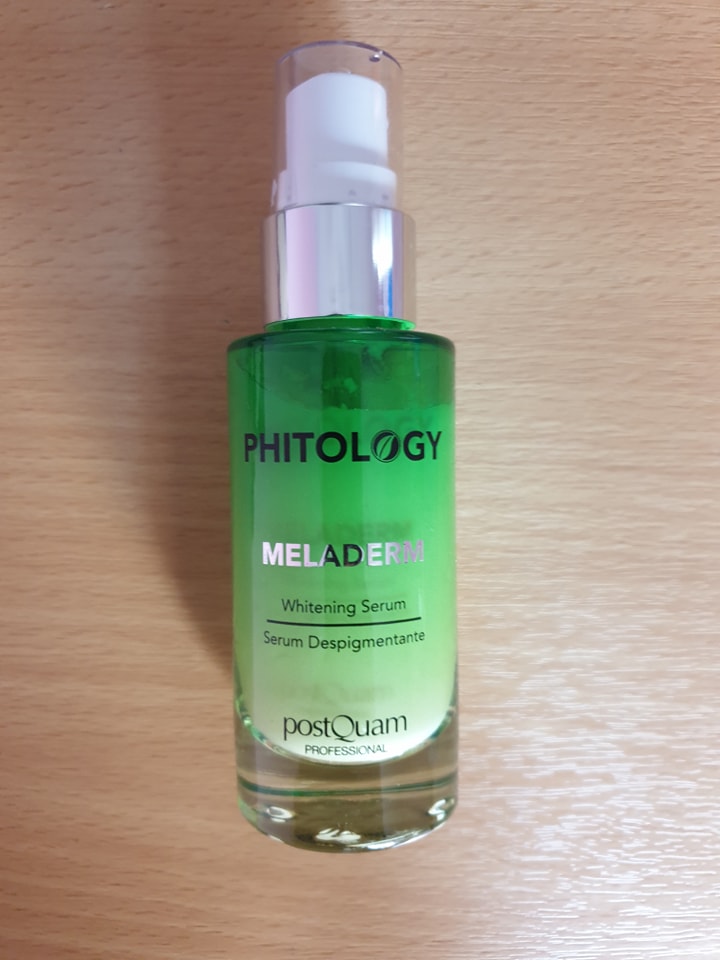 PHITOLOGY
MELADERM
Whitening Serum
Serum Despigmentante
postQuam
PROFESSIONAL